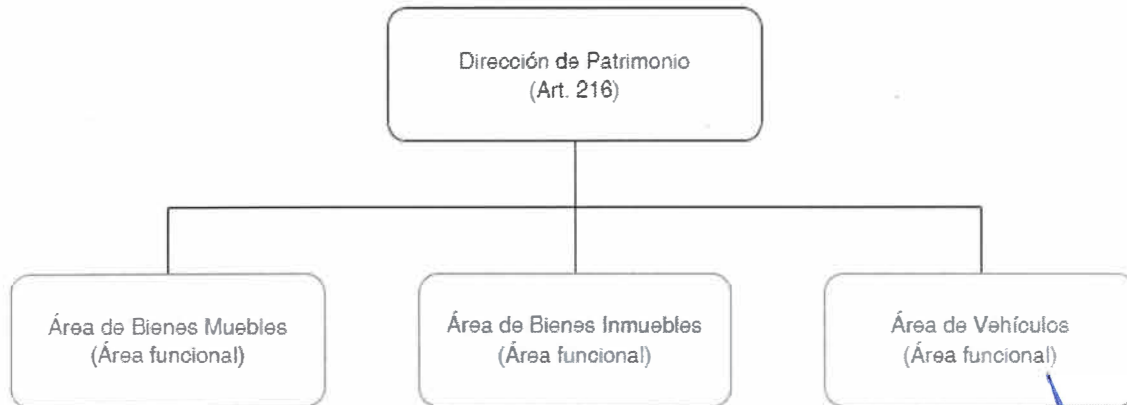 Dirección de Patrimonio
(Art. 216)
Área de Bienes Muebles
(Área funcional)
Área de Bienes Inmuebles
(Área funcional)
Área de Vehículos
(Área funcional)